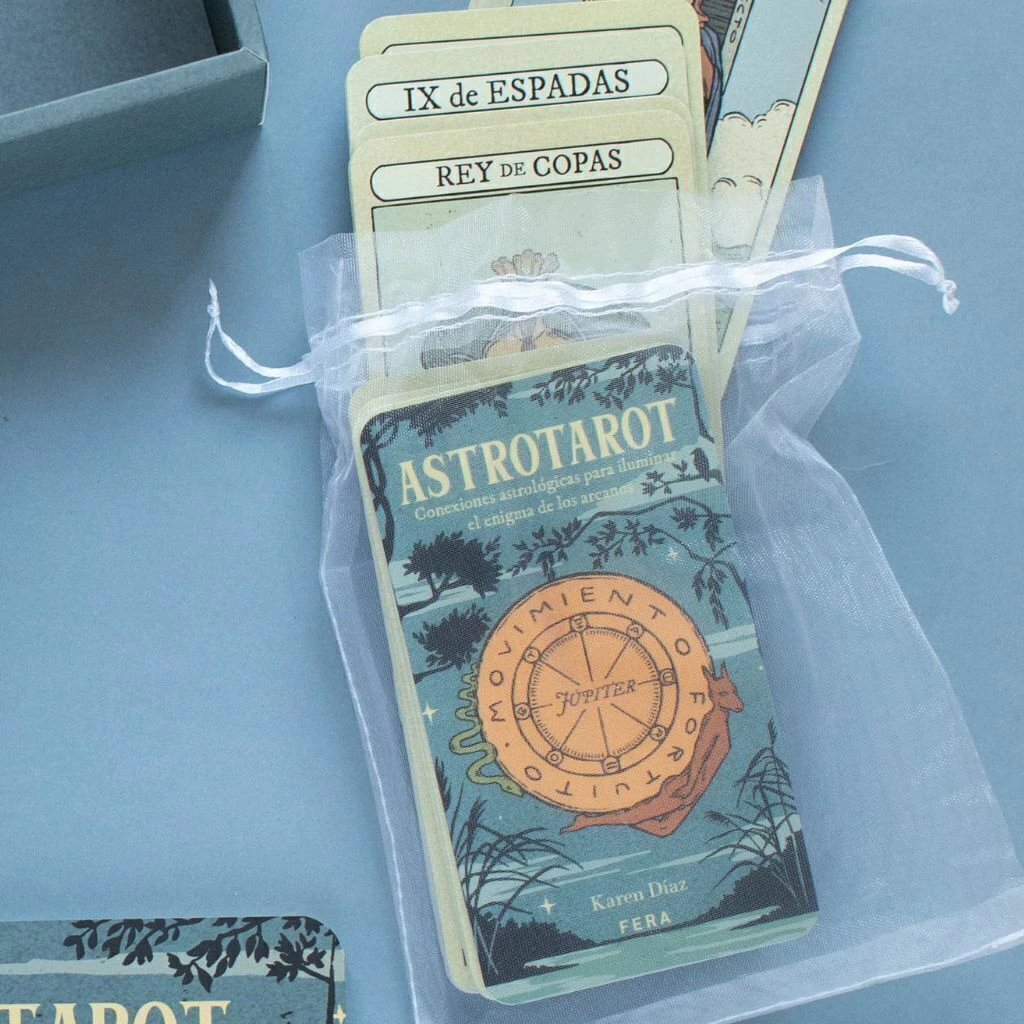 IX de ESPADAS
REY DE COPAS
ASTROTAROT
Conexiones astrológicas para iluminar
el enigma de los arcanos
MOVIMIENTO FORTUITO
JÚPITER
Karen Díaz
FERA
TAROT